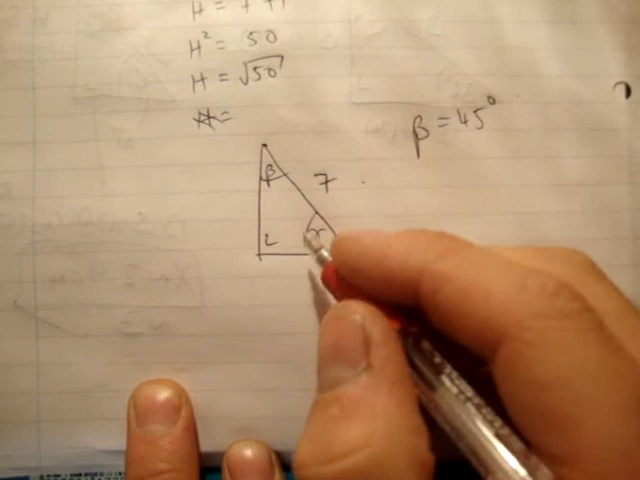 H² = 50
H = √50
H =
β = 45°
β
7